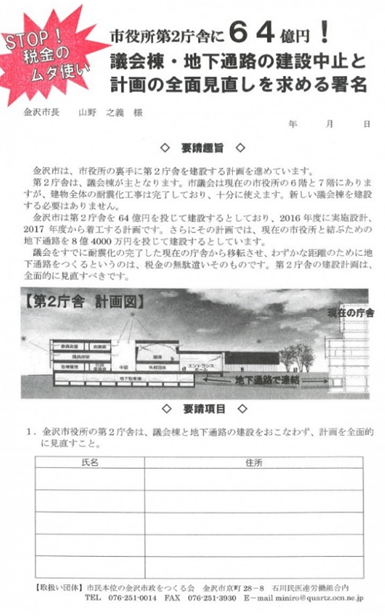 STOP!
税金の
ムダ使い
市役所第2庁舎に64億円!
議会棟・地下通路の建設中止と
計画の全面見直しを求める署名
金沢市長　山野 之義 様
年　月　日
◇ 要請趣旨 ◇
金沢市は、市役所の裏手に第2庁舎を建設する計画を進めています。
第2庁舎は、議会棟が主となります。市議会は現在の市役所の6階と7階にありま
すが、建物全体の耐震化工事は完了しており、十分に使えます。新しい議会棟を建設
する必要はありません。
金沢市は第2庁舎を64億円を投じて建設するとしており、2016年度に実施設計、
2017年度から着工する計画です。さらにその計画では、現在の市役所と結ぶための
地下通路を8億4000万円を投じて建設するとしています。
議会をすでに耐震化の完了した現在の庁舎から移転させ、わずかな距離のために地
下通路をつくるというのは、税金の無駄遣いそのものです。第2庁舎の建設計画は、
全面的に見直すべきです。
【第2庁舎 計画図】
現在の庁舎
エントランス
ホール
地下通路で連結
◇ 要請項目 ◇
1．金沢市役所の第2庁舎は、議会棟と地下通路の建設をおこなわず、計画を全面的
に見直すこと。
氏名　住所
【取扱い団体】市民本位の金沢市政をつくる会　金沢市京町28－8　石川民医連労働組合内
TEL 076-251-0014 FAX 076-251-3930 E－mail miniro@quartz.ocn.ne.jp